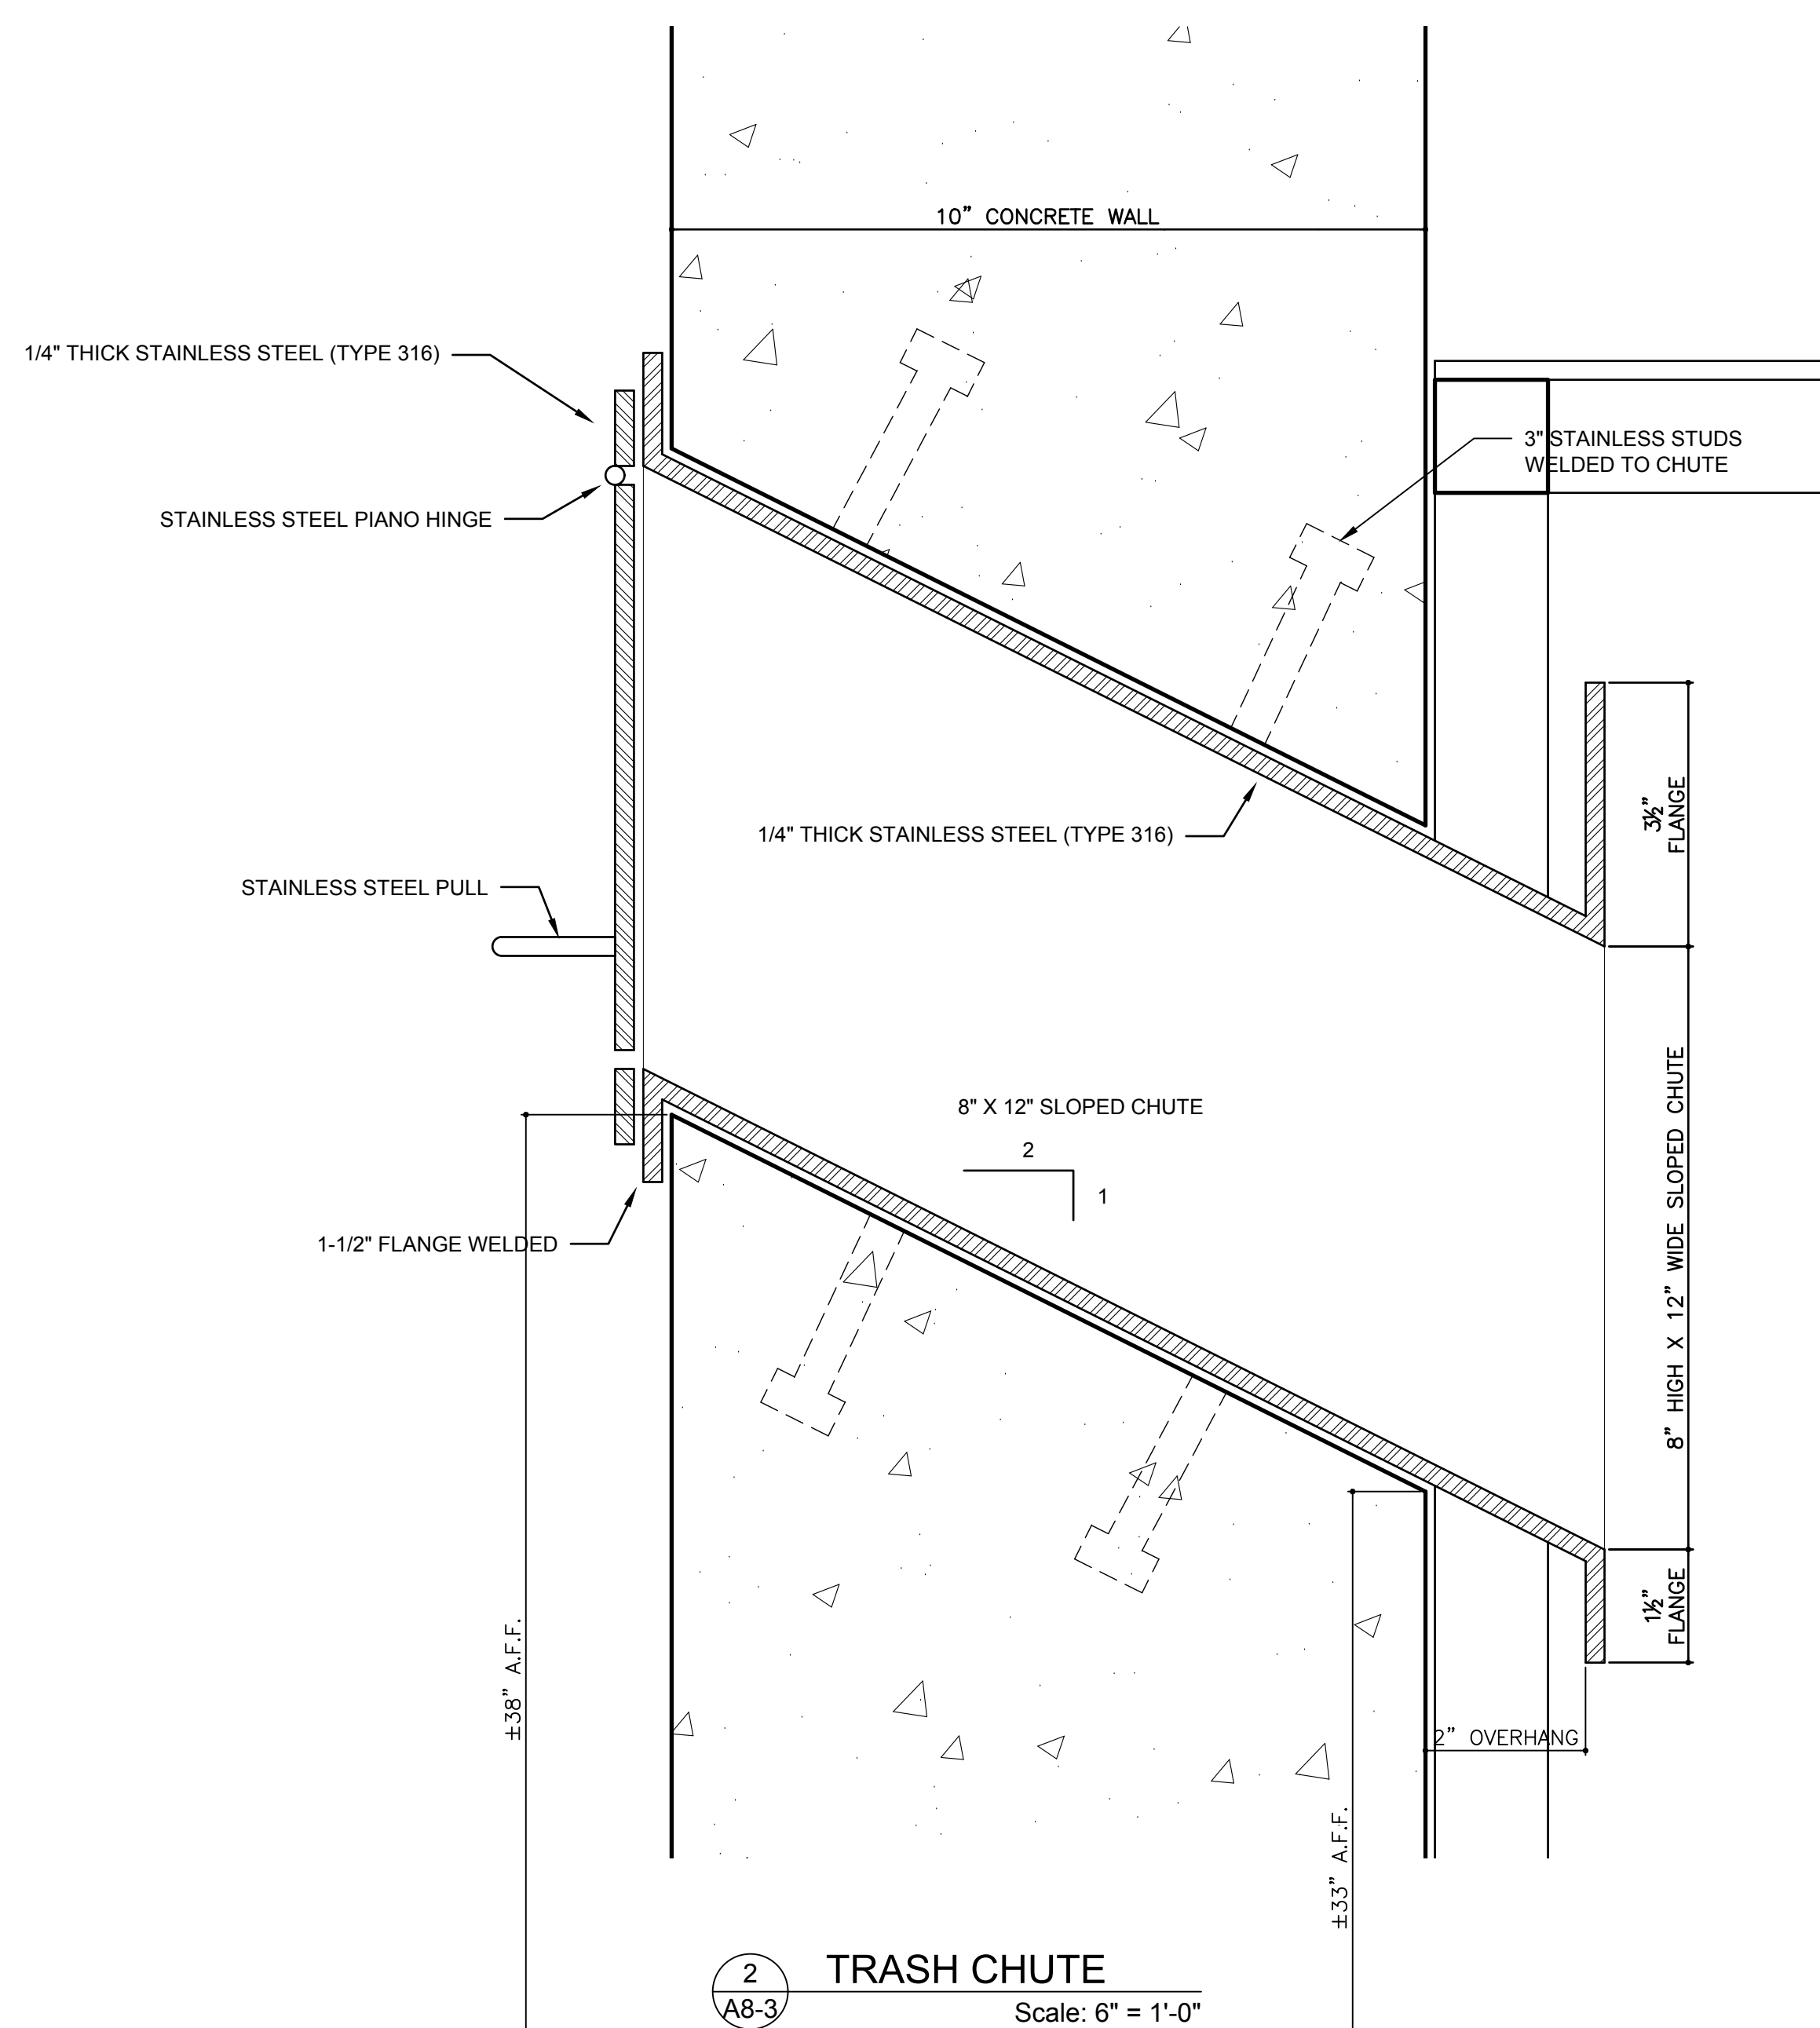 10" CONCRETE WALL
1/4" THICK STAINLESS STEEL (TYPE 316)
3" STAINLESS STUDS
WELDED TO CHUTE
STAINLESS STEEL PIANO HINGE
3½"
FLANGE
1/4" THICK STAINLESS STEEL (TYPE 316)
STAINLESS STEEL PULL
8" HIGH X 12" WIDE SLOPED CHUTE
8" X 12" SLOPED CHUTE
2
1
1-1/2" FLANGE WELDED
1½"
FLANGE
±38" A.F.F.
2" OVERHANG
±33" A.F.F.
2
A8-3
TRASH CHUTE
Scale: 6" = 1'-0"